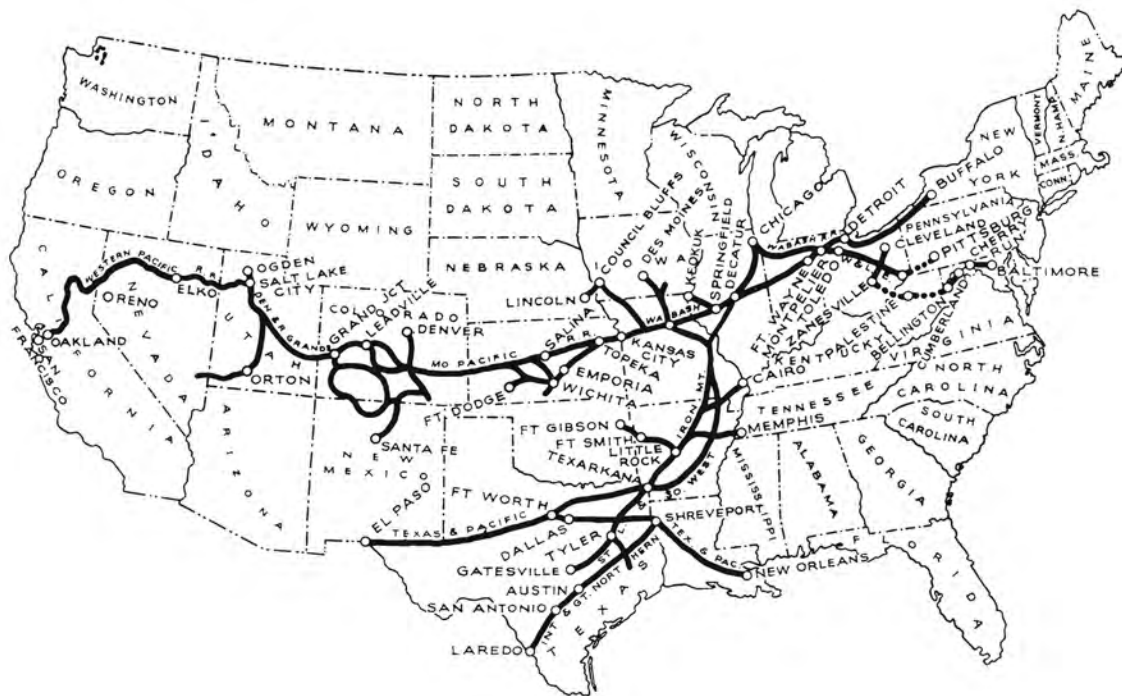 WASHINGTON
OREGON
CALIFORNIA
NEVADA
IDAHO
MONTANA
WYOMING
UTAH
ARIZONA
COLORADO
NEW
MEXICO
NORTH
DAKOTA
SOUTH
DAKOTA
NEBRASKA
MINNESOTA
IOWA
WISCONSIN
TEXAS
KENTUCKY
TENNESSEE
MISSISSIPPI
ALABAMA
GEORGIA
FLORIDA
SOUTH
CAROLINA
NORTH
CAROLINA
VIRGINIA
PENNSYLVANIA
NEW
YORK
VERMONT
N. HAMP.
MAINE
MASS.
CONN.
WESTERN PACIFIC R.R.
OAKLAND
SAN
FRANCISCO
ORENO
ELKO
OGDEN
SALT LAKE
CITY
DEN & R. GRANDE
ORTON
GRAND JCT
LEADVILLE
DENVER
SANTA FE
MO PACIFIC R.R.
SALINA
TOPEKA
EMPORIA
WICHITA
FT. DODGE
KANSAS
CITY
LINCOLN
COUNCIL BLUFFS
DES MOINES
KEOKUK
SPRINGFIELD
DECATUR
WABASH
CHICAGO
WABASH R.R.
DETROIT
BUFFALO
CLEVELAND
PITTSBURG
CHERRY
RUN
BALTIMORE
CUMBERLAND
BELLINGTON
PALESTINE
ZANESVILLE
TOLEDO
MONTPELIER
FT. WAYNE
W & L E
CAIRO
MEMPHIS
IRON MT.
FT GIBSON
FT SMITH
LITTLE
ROCK
TEXARKANA
SO. WEST
ST. L. &
EL PASO
TEXAS & PACIFIC
FT WORTH
DALLAS
TYLER
SHREVEPORT
TEX & PAC.
NEW ORLEANS
GATESVILLE
AUSTIN
SAN ANTONIO
LAREDO
INT & GT. NORTHERN